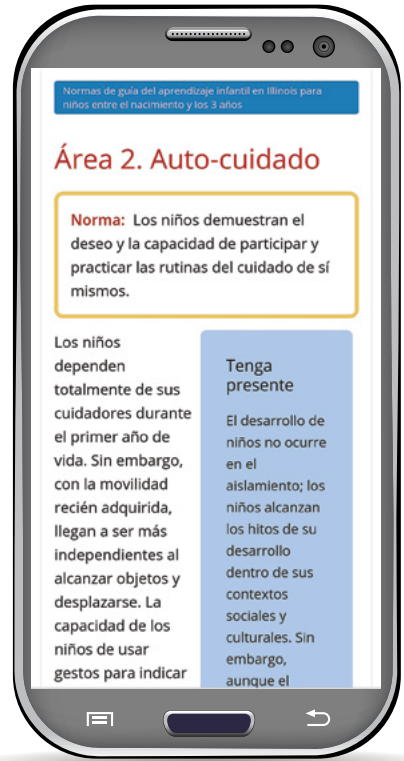 Normas de guía del aprendizaje infantil en Illinois para
niños entre el nacimiento y los 3 años
Área 2. Auto-cuidado
Norma: Los niños demuestran el
deseo y la capacidad de participar y
practicar las rutinas del cuidado de sí
mismos.
Los niños
dependen
totalmente de sus
cuidadores durante
el primer año de
vida. Sin embargo,
con la movilidad
recién adquirida,
llegan a ser más
independientes al
alcanzar objetos y
desplazarse. La
capacidad de los
niños de usar
gestos para indicar
Tenga
presente
El desarrollo de
niños no ocurre
en el
aislamiento; los
niños alcanzan
los hitos de su
desarrollo
dentro de sus
contextos
sociales y
culturales. Sin
embargo,
aunque el